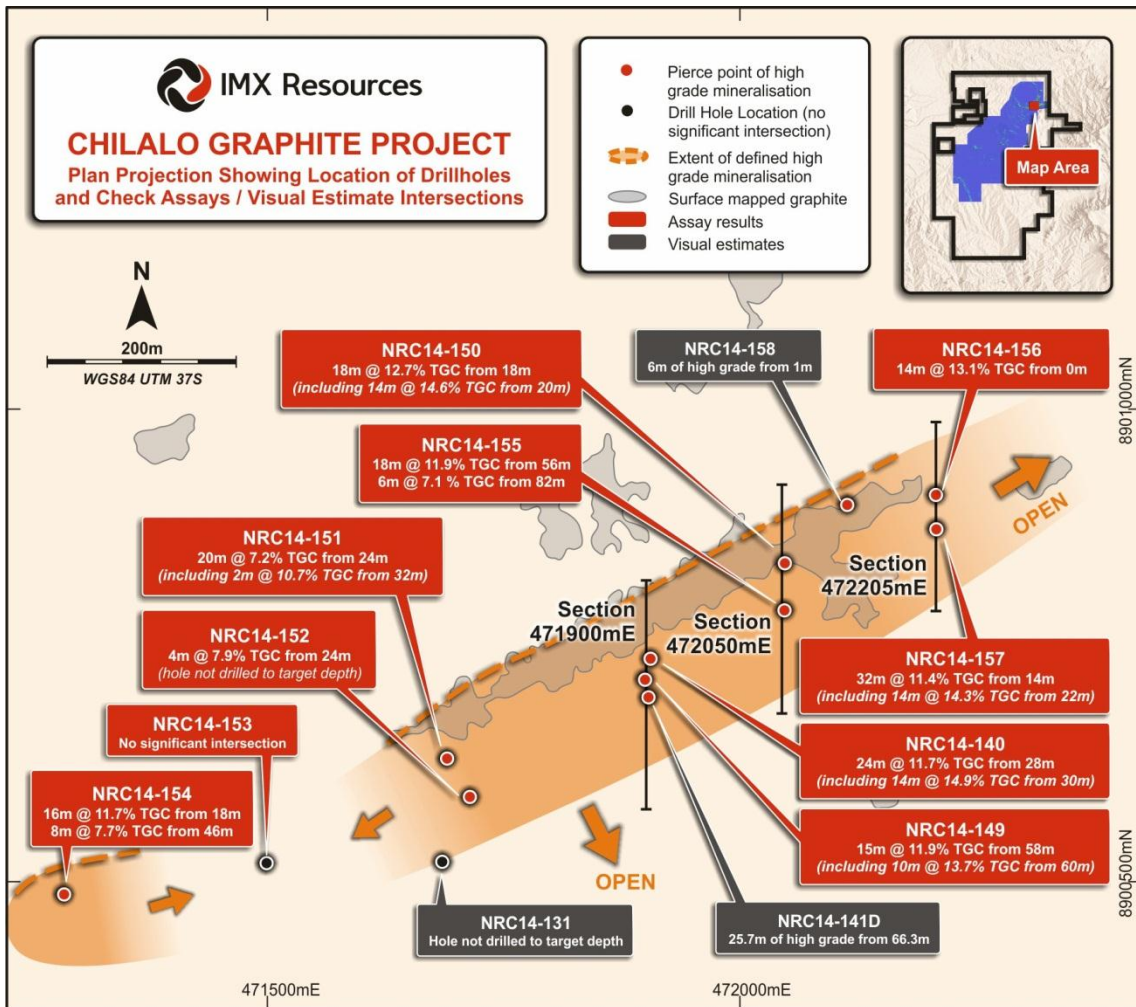 IMX Resources
CHILALO GRAPHITE PROJECT
Plan Projection Showing Location of Drillholes
and Check Assays / Visual Estimate Intersections
Pierce point of high
grade mineralisation
Drill Hole Location (no
significant intersection)
Extent of defined high
grade mineralisation
Surface mapped graphite
Assay results
Visual estimates
Map Area
N
200m
WGS84 UTM 37S
NRC14-150
18m @ 12.7% TGC from 18m
(including 14m @ 14.6% TGC from 20m)
NRC14-158
6m of high grade from 1m
NRC14-156
14m @ 13.1% TGC from 0m
8901000mN
NRC14-155
18m @ 11.9% TGC from 56m
6m @ 7.1 % TGC from 82m
OPEN
NRC14-151
20m @ 7.2% TGC from 24m
(including 2m @ 10.7% TGC from 32m)
Section
471900mE
Section
472050mE
Section
472205mE
NRC14-152
4m @ 7.9% TGC from 24m
(hole not drilled to target depth)
NRC14-157
32m @ 11.4% TGC from 14m
(including 14m @ 14.3% TGC from 22m)
NRC14-153
No significant intersection
NRC14-140
24m @ 11.7% TGC from 28m
(including 14m @ 14.9% TGC from 30m)
NRC14-154
16m @ 11.7% TGC from 18m
8m @ 7.7% TGC from 46m
NRC14-149
15m @ 11.9% TGC from 58m
(including 10m @ 13.7% TGC from 60m)
8900500mN
OPEN
NRC14-131
Hole not drilled to target depth
NRC14-141D
25.7m of high grade from 66.3m
471500mE
472000mE